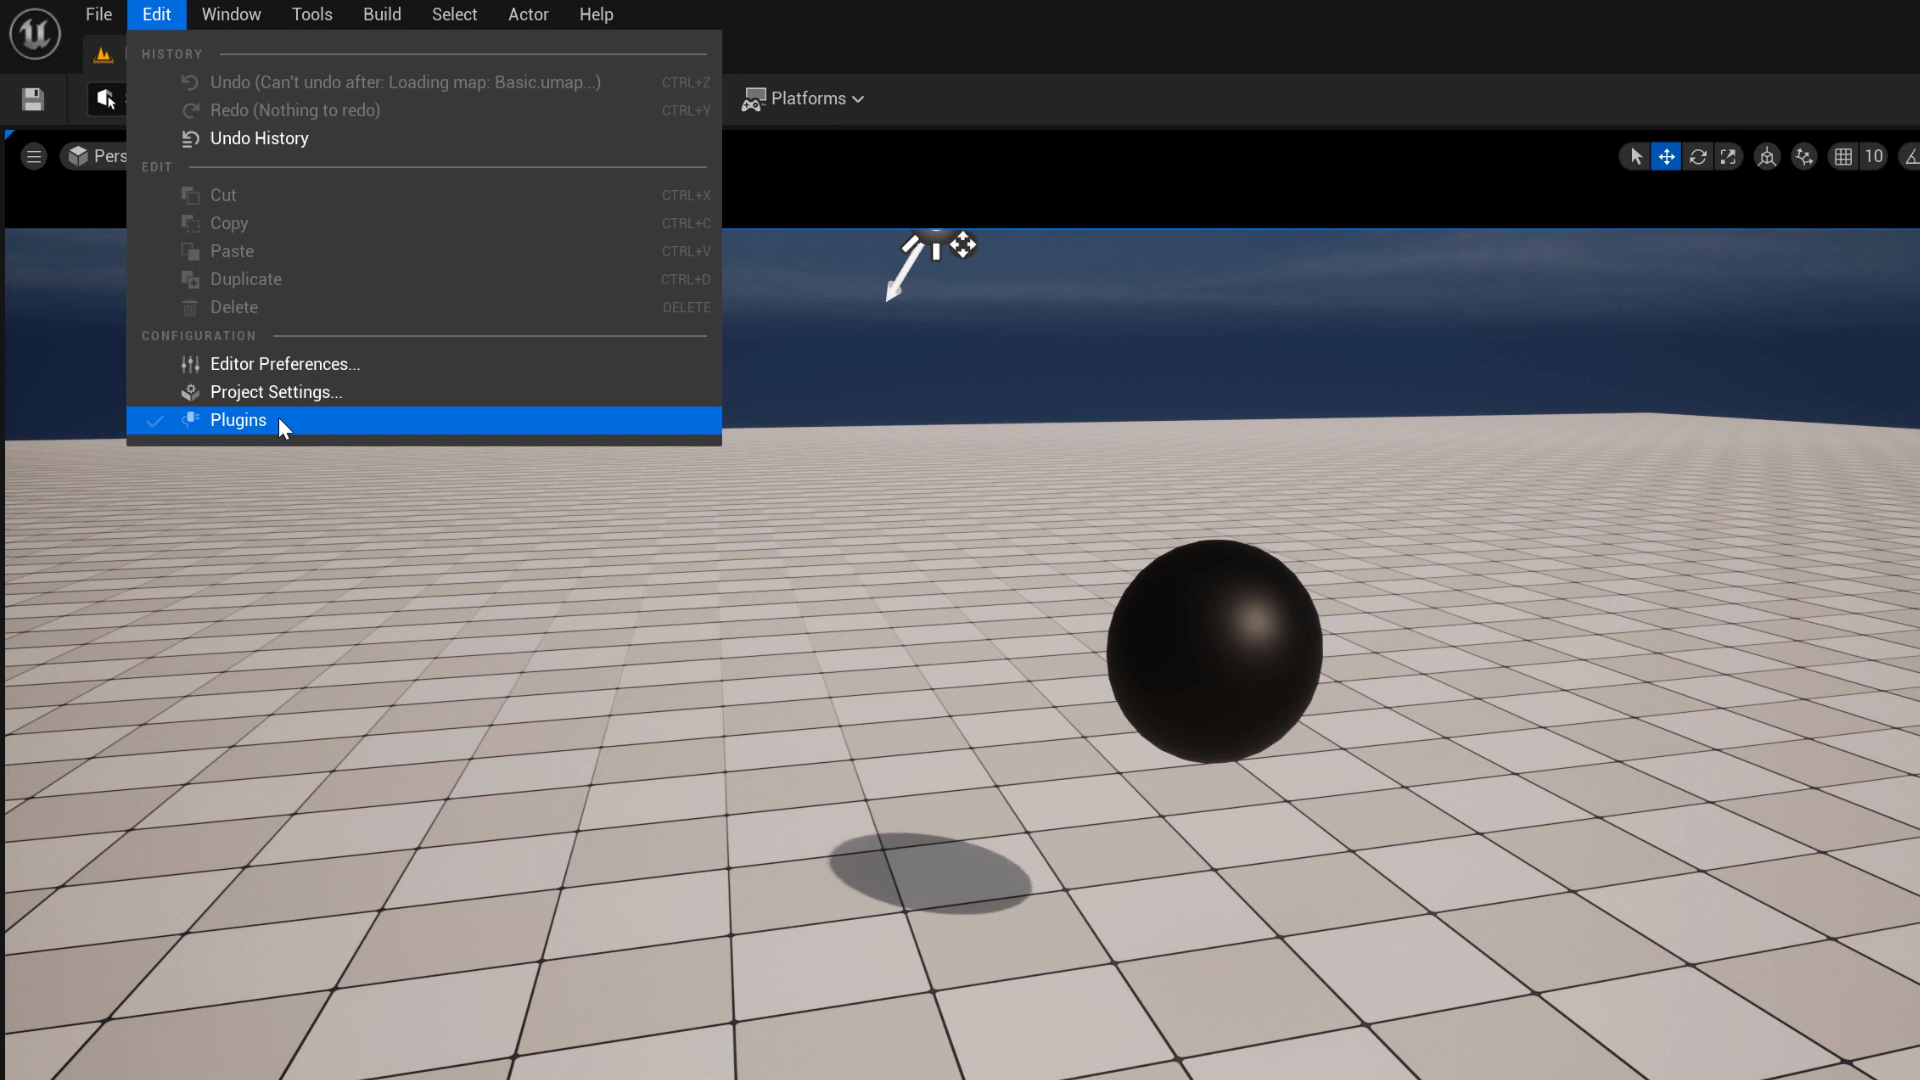 File Edit Window Tools Build Select Actor Help
HISTORY
Undo (Can't undo after: Loading map: Basic.umap...) CTRL+Z
Redo (Nothing to redo) CTRL+Y
Undo History
Platforms
Pers
10
EDIT
Cut CTRL+X
Copy CTRL+C
Paste CTRL+V
Duplicate CTRL+D
Delete DELETE
CONFIGURATION
Editor Preferences...
Project Settings...
Plugins